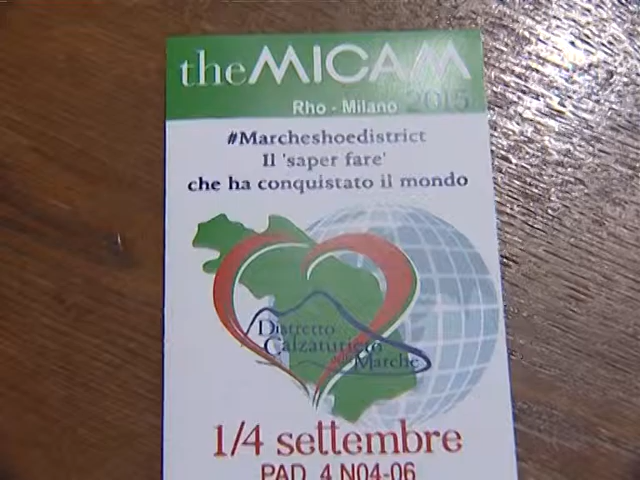 theMICAM
Rho - Milano 2015
#Marcheshoedistrict
Il 'saper fare'
che ha conquistato il mondo
Distretto
Calzaturiero
delle Marche
1/4 settembre
PAD 4 N04-06